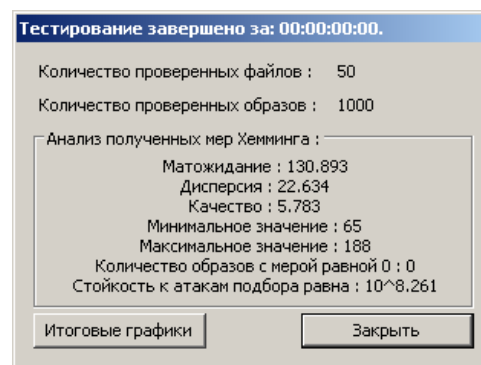 Тестирование завершено за: 00:00:00:00.
Количество проверенных файлов : 50
Количество проверенных образов : 1000
Анализ полученных мер Хемминга :
Матожидание : 130.893
Дисперсия : 22.634
Качество : 5.783
Минимальное значение : 65
Максимальное значение : 188
Количество образов с мерой равной 0 : 0
Стойкость к атакам подбора равна : 10^8.261
Итоговые графики
Закрыть